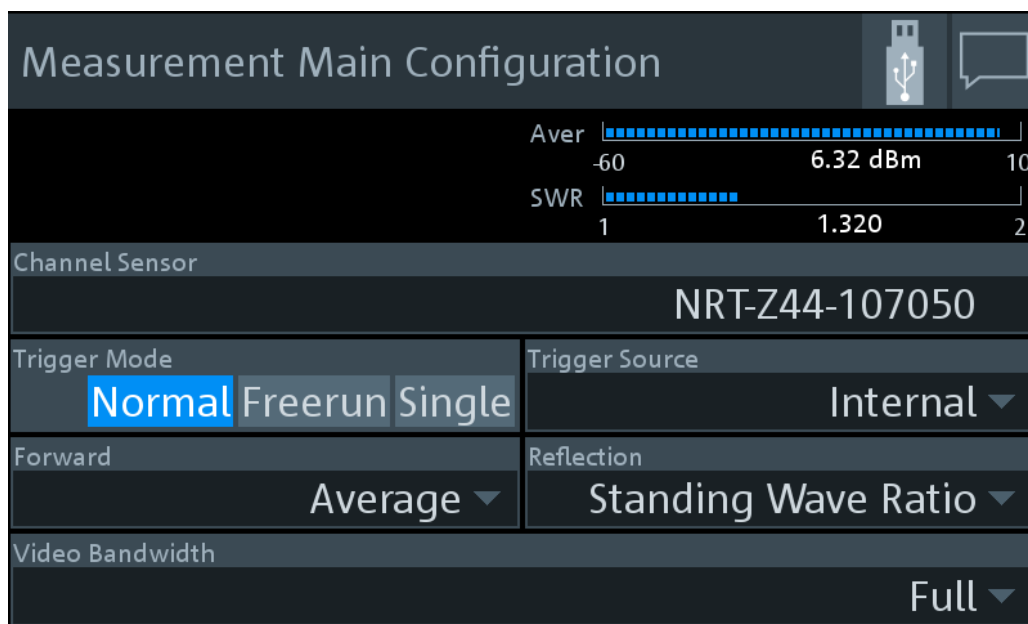 Measurement Main Configuration
Aver
-60 6.32 dBm 10
SWR
1 1.320 2
Channel Sensor
NRT-Z44-107050
Trigger Mode Trigger Source
Normal Freerun Single Internal
Forward Reflection
Average Standing Wave Ratio
Video Bandwidth
Full